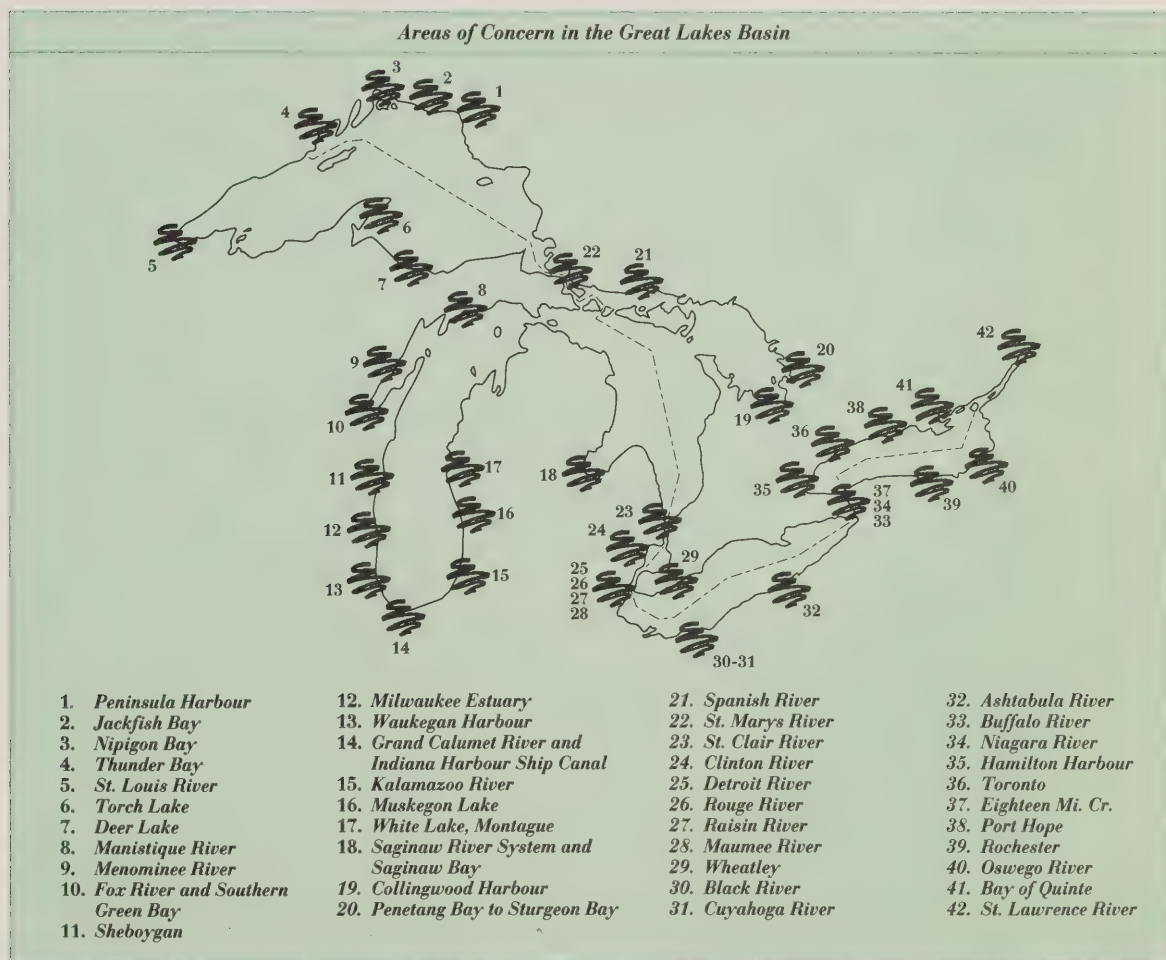 Areas of Concern in the Great Lakes Basin
3
2
1
4
5
6
7
22
21
8
9
10
20
19
42
41
38
36
11
17
18
35
37
34
33
39
40
12
16
23
24
13
15
25
26
27
28
29
32
14
30-31
1. Peninsula Harbour
2. Jackfish Bay
3. Nipigon Bay
4. Thunder Bay
5. St. Louis River
6. Torch Lake
7. Deer Lake
8. Manistique River
9. Menominee River
10. Fox River and Southern
Green Bay
11. Sheboygan
12. Milwaukee Estuary
13. Waukegan Harbour
14. Grand Calumet River and
Indiana Harbour Ship Canal
15. Kalamazoo River
16. Muskegon Lake
17. White Lake, Montague
18. Saginaw River System and
Saginaw Bay
19. Collingwood Harbour
20. Penetang Bay to Sturgeon Bay
21. Spanish River
22. St. Marys River
23. St. Clair River
24. Clinton River
25. Detroit River
26. Rouge River
27. Raisin River
28. Maumee River
29. Wheatley
30. Black River
31. Cuyahoga River
32. Ashtabula River
33. Buffalo River
34. Niagara River
35. Hamilton Harbour
36. Toronto
37. Eighteen Mi. Cr.
38. Port Hope
39. Rochester
40. Oswego River
41. Bay of Quinte
42. St. Lawrence River